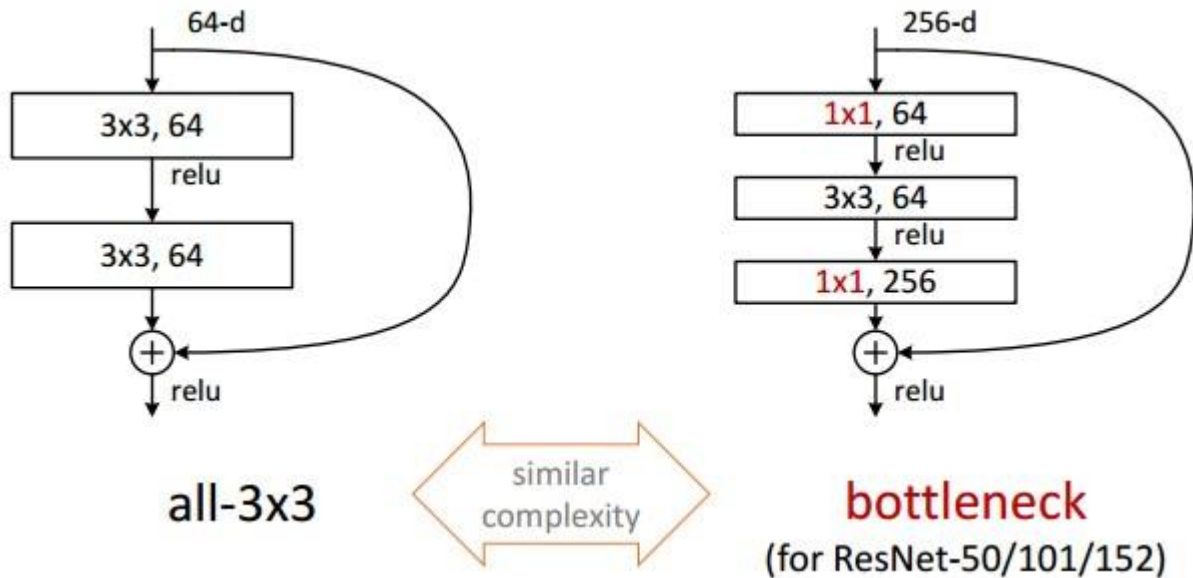 64-d
3x3, 64
relu
3x3, 64
+
relu
all-3x3
similar
complexity
256-d
1x1, 64
relu
3x3, 64
relu
1x1, 256
+
relu
bottleneck
(for ResNet-50/101/152)